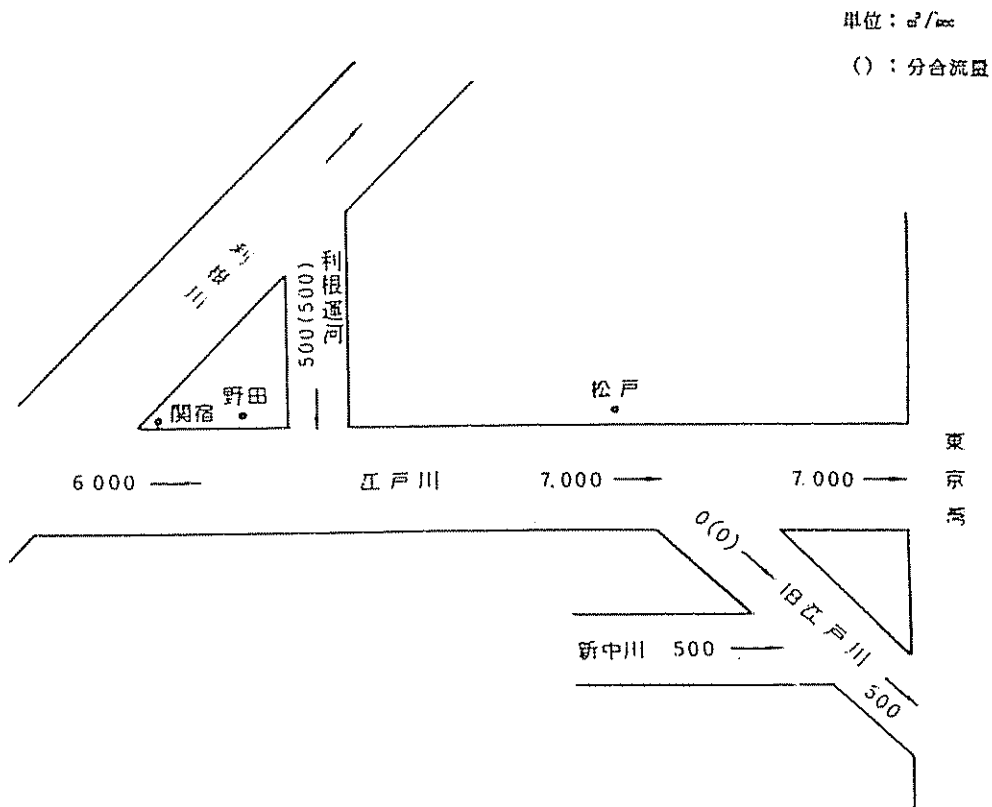 単位：㎥/sec
()：分合流量
利根川
利根運河
500(500)
野田
関宿
松戸
6 000
江戸川
7,000
7.000
東京湾
0(0)
旧江戸川
新中川 500
500